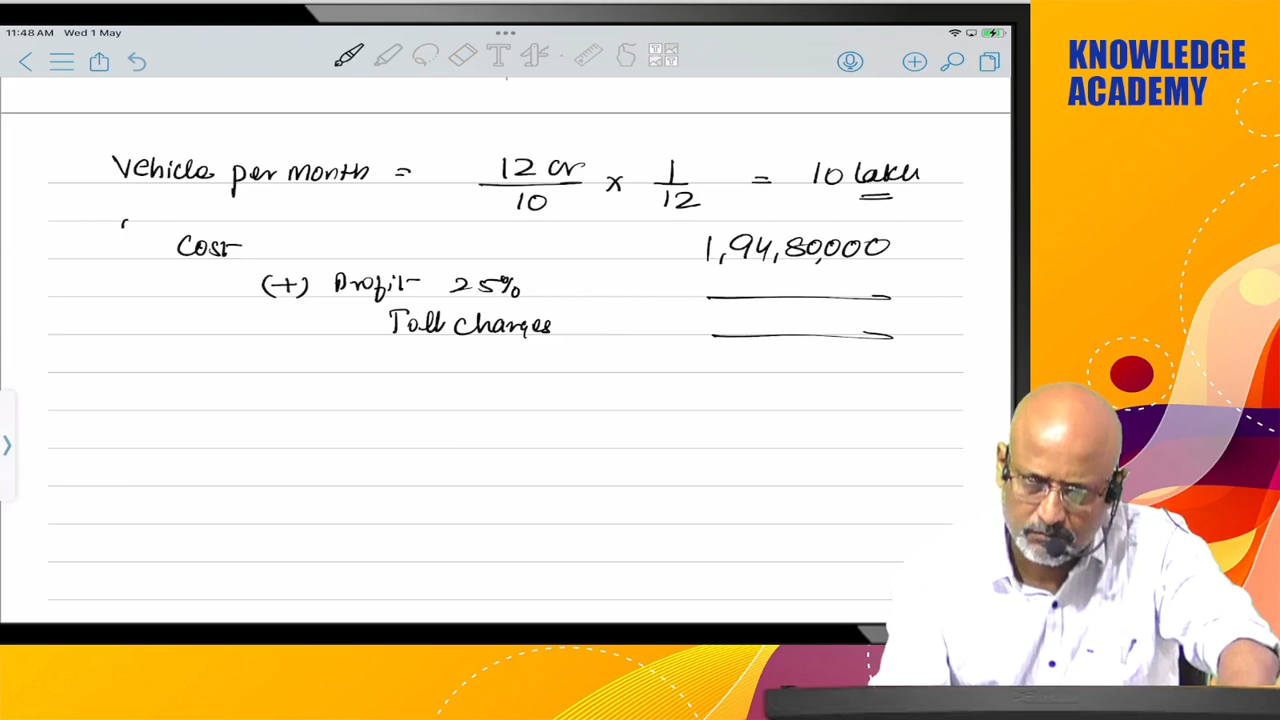 11:48 AM Wed 1 May
KNOWLEDGE
ACADEMY
Vehicles per month = 12 cr / 10 x 1 / 12 = 10 lakh
Cost 1,94,80,000
(+) Profit 25%
Toll Charges